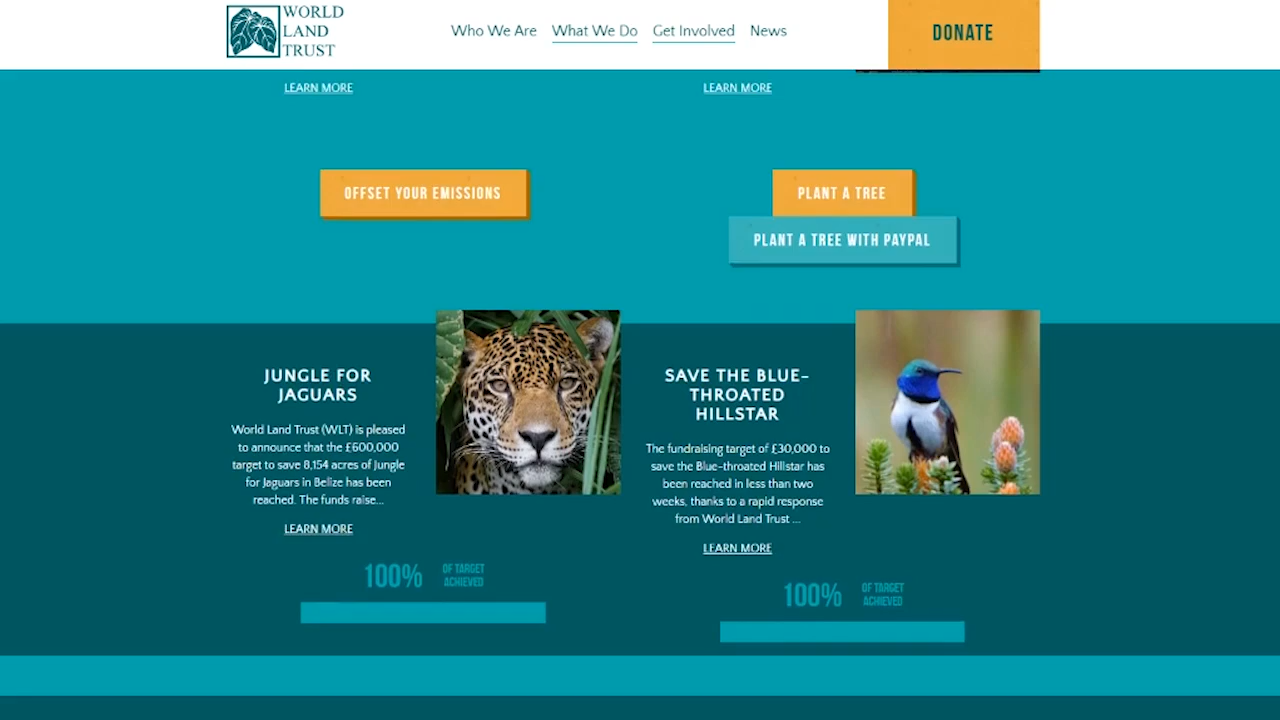 WORLD
LAND
TRUST
Who We Are
What We Do
Get Involved
News
DONATE
LEARN MORE
LEARN MORE
OFFSET YOUR EMISSIONS
PLANT A TREE
PLANT A TREE WITH PAYPAL
JUNGLE FOR
JAGUARS
World Land Trust (WLT) is pleased
to announce that the £600,000
target to save 8,154 acres of Jungle
for Jaguars in Belize has been
reached. The funds raise...
LEARN MORE
100%
OF TARGET
ACHIEVED
SAVE THE BLUE-
THROATED
HILLSTAR
The fundraising target of £30,000 to
save the Blue-throated Hillstar has
been reached in less than two
weeks, thanks to a rapid response
from World Land Trust ...
LEARN MORE
100%
OF TARGET
ACHIEVED